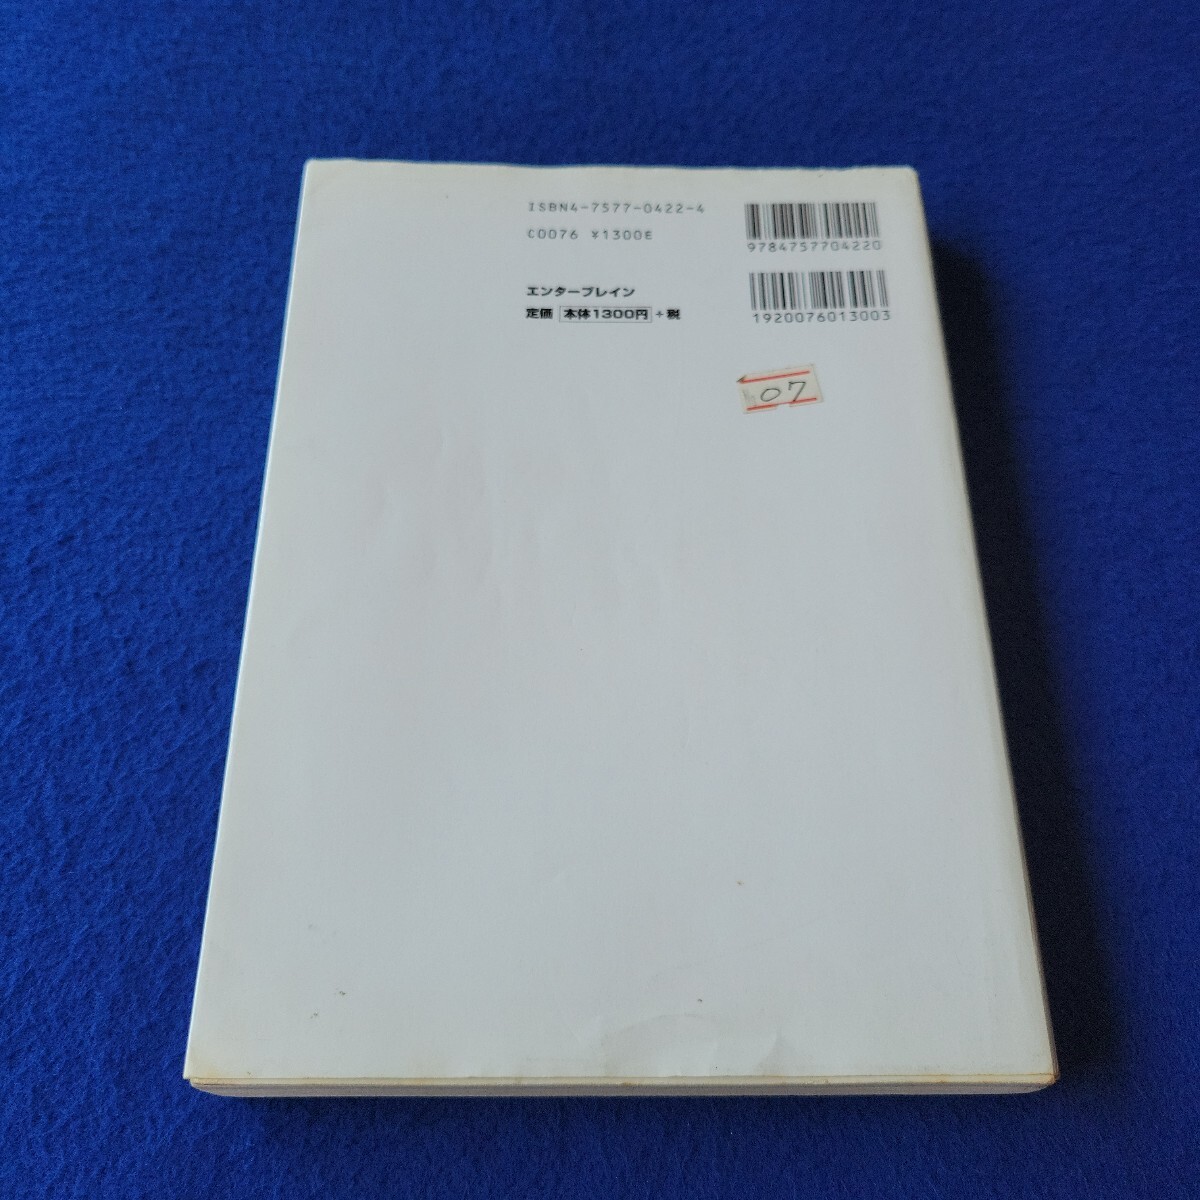 ISBN4-7577-0422-4
C0076 ¥1300E
エンターブレイン
定価 本体1300円 + 税
9784757704220
1920076013003
07